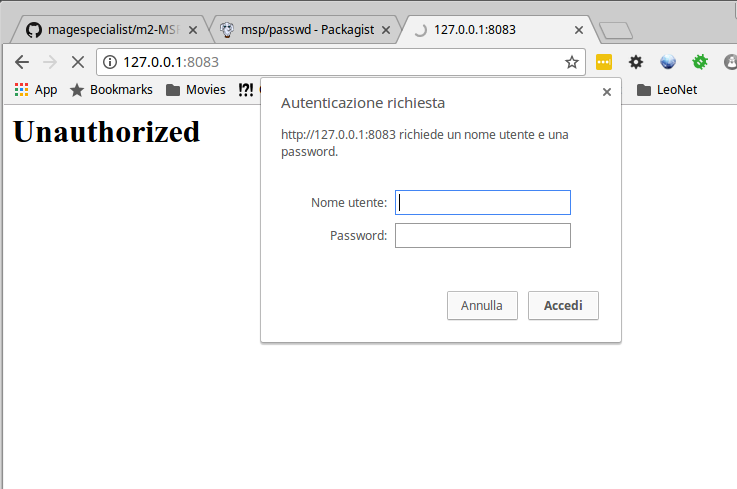 magespecialist/m2-MSP
msp/passwd - Packagist
127.0.0.1:8083
127.0.0.1:8083
App
Bookmarks
Movies
!?!
LeoNet
Unauthorized
Autenticazione richiesta
http://127.0.0.1:8083 richiede un nome utente e una
password.
Nome utente:
Password:
Annulla
Accedi